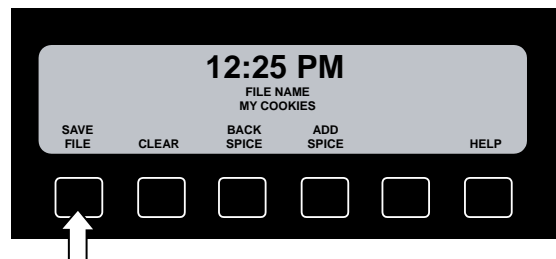 12:25 PM
FILE NAME
MY COOKIES
SAVE FILE
CLEAR
BACK SPICE
ADD SPICE
HELP